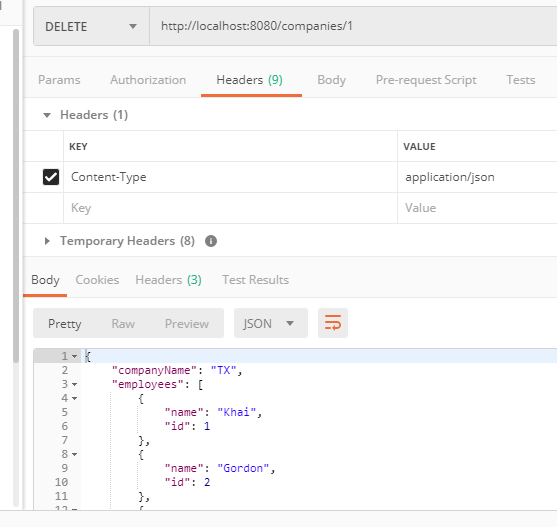 DELETE http://localhost:8080/companies/1
Params Authorization Headers (9) Body Pre-request Script Tests
Headers (1)
KEY VALUE
Content-Type application/json
Key Value
Temporary Headers (8) i
Body Cookies Headers (3) Test Results
Pretty Raw Preview JSON
1 {
2 "companyName": "TX",
3 "employees": [
4 {
5 "name": "Khai",
6 "id": 1
7 },
8 {
9 "name": "Gordon",
10 "id": 2
11 },
12 {